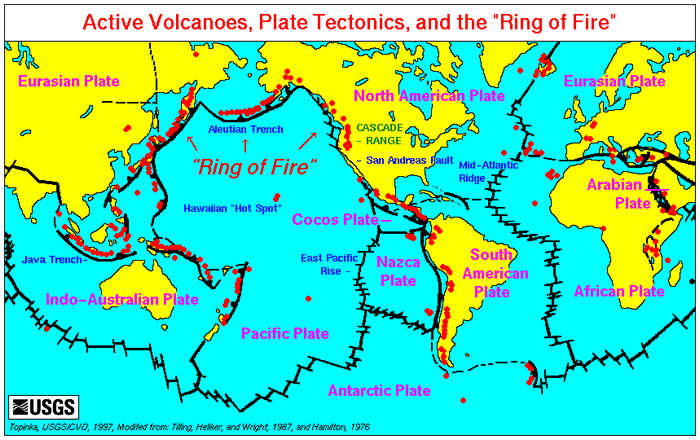 Active Volcanoes, Plate Tectonics, and the "Ring of Fire"
Eurasian Plate
Eurasian Plate
North American Plate
Aleutian Trench
CASCADE
- RANGE
"Ring of Fire"
- San Andreas Fault
Mid-Atlantic
Ridge
Arabian
Plate
Hawaiian "Hot Spot"
Cocos Plate
Java Trench
East Pacific
Rise -
Nazca
Plate
South
American
Plate
Indo-Australian Plate
African Plate
Pacific Plate
Antarctic Plate
USGS
Topinka, USGS/CVO, 1997, Modified from: Tilling, Heliker, and Wright, 1987, and Hamilton, 1976